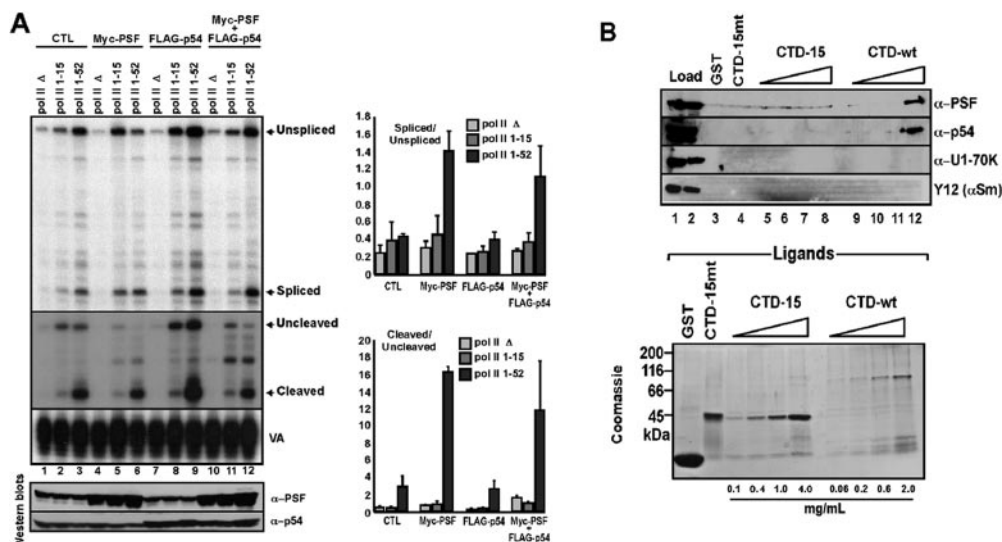 A
CTL
Myc-PSF
FLAG-p54
Myc-PSF
+
FLAG-p54
pol II Δ
pol II 1-15
pol II 1-52
pol II Δ
pol II 1-15
pol II 1-52
pol II Δ
pol II 1-15
pol II 1-52
pol II Δ
pol II 1-15
pol II 1-52
Unspliced
Spliced
Uncleaved
Cleaved
VA
1 2 3 4 5 6 7 8 9 10 11 12
Western blots
α-PSF
α-p54
Spliced/
Unspliced
pol II Δ
pol II 1-15
pol II 1-52
1.8
1.6
1.4
1.2
1.0
0.8
0.6
0.4
0.2
0
CTL Myc-PSF FLAG-p54 Myc-PSF
+
FLAG-p54
Cleaved/
Uncleaved
pol II Δ
pol II 1-15
pol II 1-52
20
18
16
14
12
10
8
6
4
2
0
CTL Myc-PSF FLAG-p54 Myc-PSF
+
FLAG-p54
B
Load
GST
CTD-15mt
CTD-15
CTD-wt
α-PSF
α-p54
α-U1-70K
Y12 (αSm)
1 2 3 4 5 6 7 8 9 10 11 12
Ligands
GST
CTD-15mt
CTD-15
CTD-wt
Coomassie
200
116
66
45
kDa
0.1 0.4 1.0 4.0 0.06 0.2 0.6 2.0
mg/mL